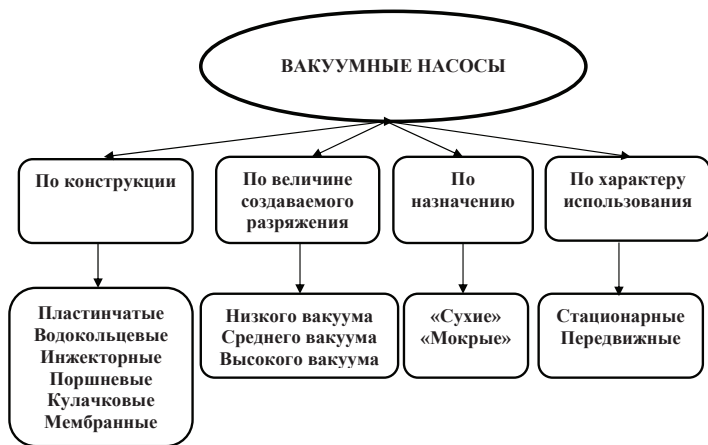 ВАКУУМНЫЕ НАСОСЫ
По конструкции
По величине
создаваемого
разряжения
По
назначению
По характеру
использования
Пластинчатые
Водокольцевые
Инжекторные
Поршневые
Кулачковые
Мембранные
Низкого вакуума
Среднего вакуума
Высокого вакуума
«Сухие»
«Мокрые»
Стационарные
Передвижные